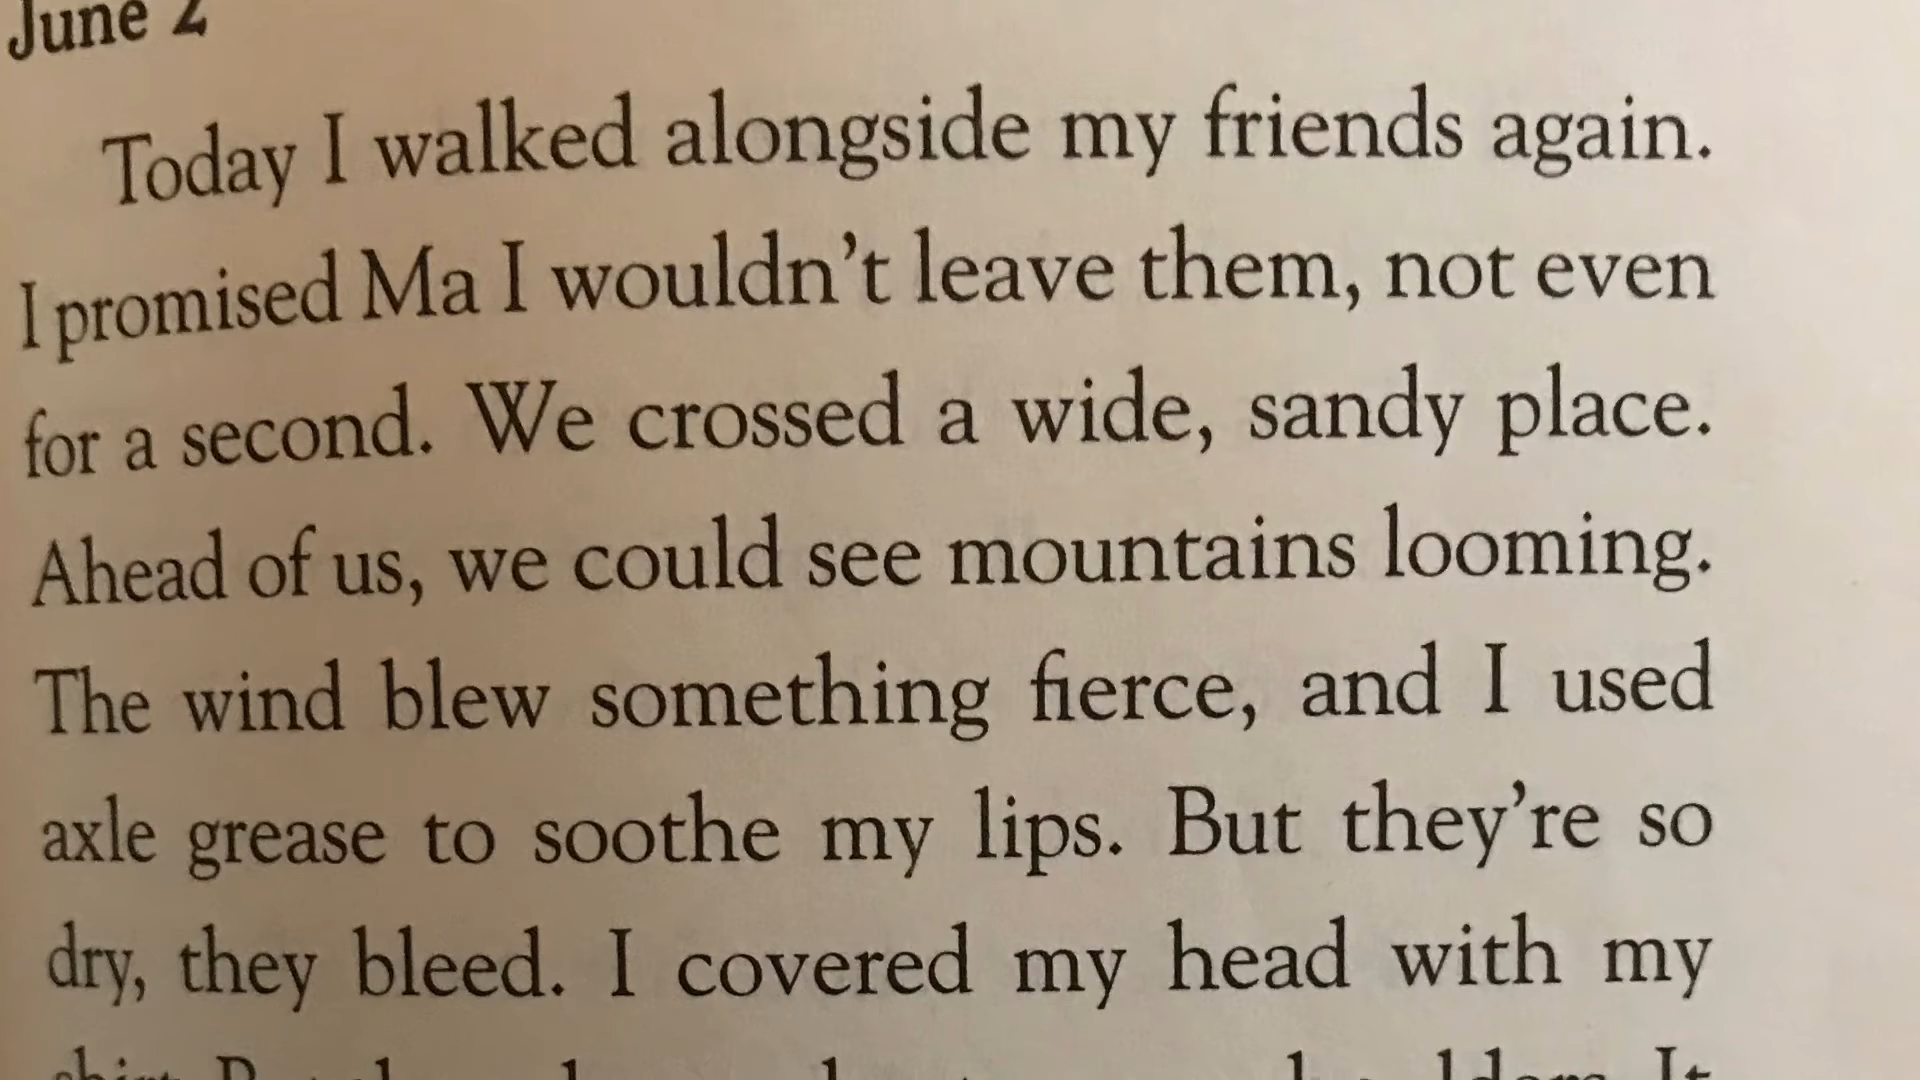 June 2
Today I walked alongside my friends again.
I promised Ma I wouldn't leave them, not even
for a second. We crossed a wide, sandy place.
Ahead of us, we could see mountains looming.
The wind blew something fierce, and I used
axle grease to soothe my lips. But they're so
dry, they bleed. I covered my head with my